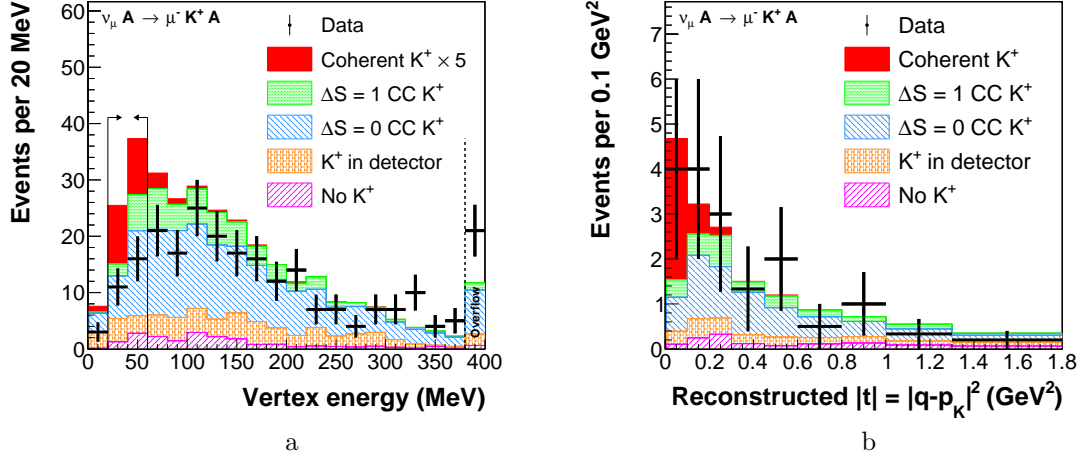 ν_μ A → μ⁻ K⁺ A
Data
Coherent K⁺ × 5
ΔS = 1 CC K⁺
ΔS = 0 CC K⁺
K⁺ in detector
No K⁺
Overflow
Events per 20 MeV
60
50
40
30
20
10
0
0 50 100 150 200 250 300 350 400
Vertex energy (MeV)
a
ν_μ A → μ⁻ K⁺ A
Data
Coherent K⁺
ΔS = 1 CC K⁺
ΔS = 0 CC K⁺
K⁺ in detector
No K⁺
Events per 0.1 GeV²
7
6
5
4
3
2
1
0
0 0.2 0.4 0.6 0.8 1 1.2 1.4 1.6 1.8
Reconstructed |t| = |q-p_K|² (GeV²)
b